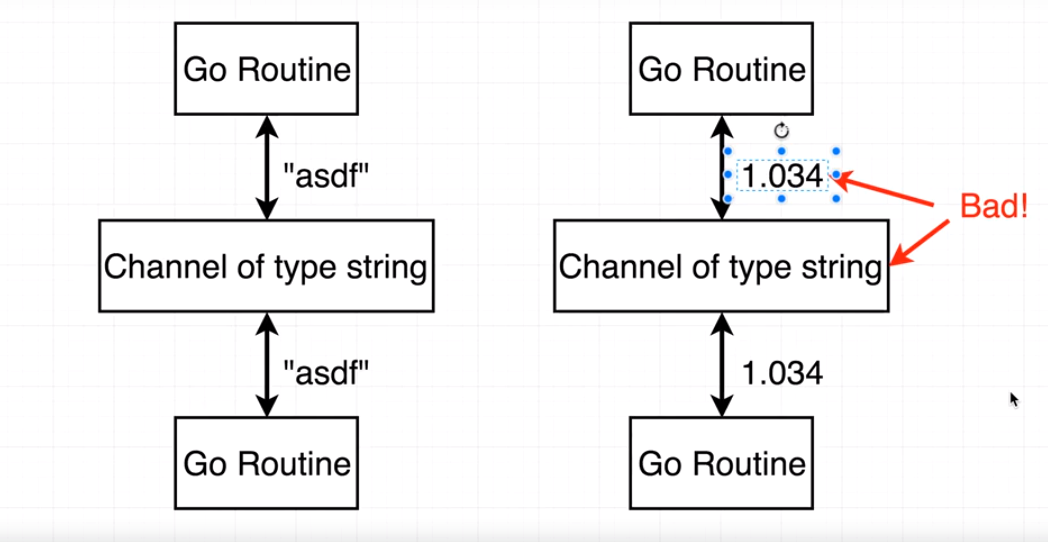 Go Routine
"asdf"
Channel of type string
"asdf"
Go Routine
Go Routine
1.034
Bad!
Channel of type string
1.034
Go Routine